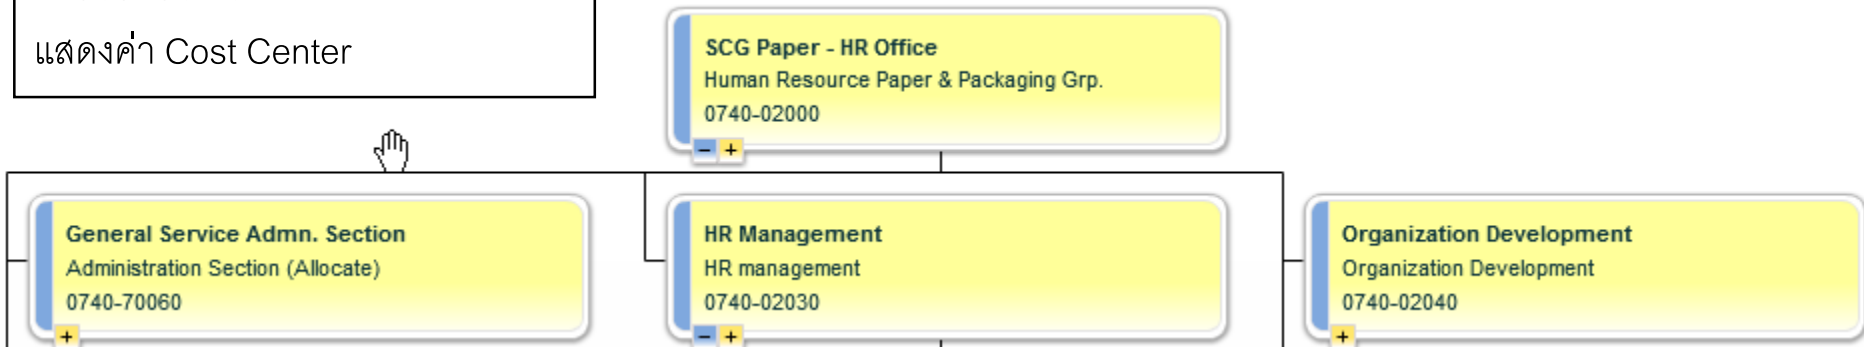 แสดงค่า Cost Center
SCG Paper - HR Office
Human Resource Paper & Packaging Grp.
0740-02000
General Service Admn. Section
Administration Section (Allocate)
0740-70060
HR Management
HR management
0740-02030
Organization Development
Organization Development
0740-02040